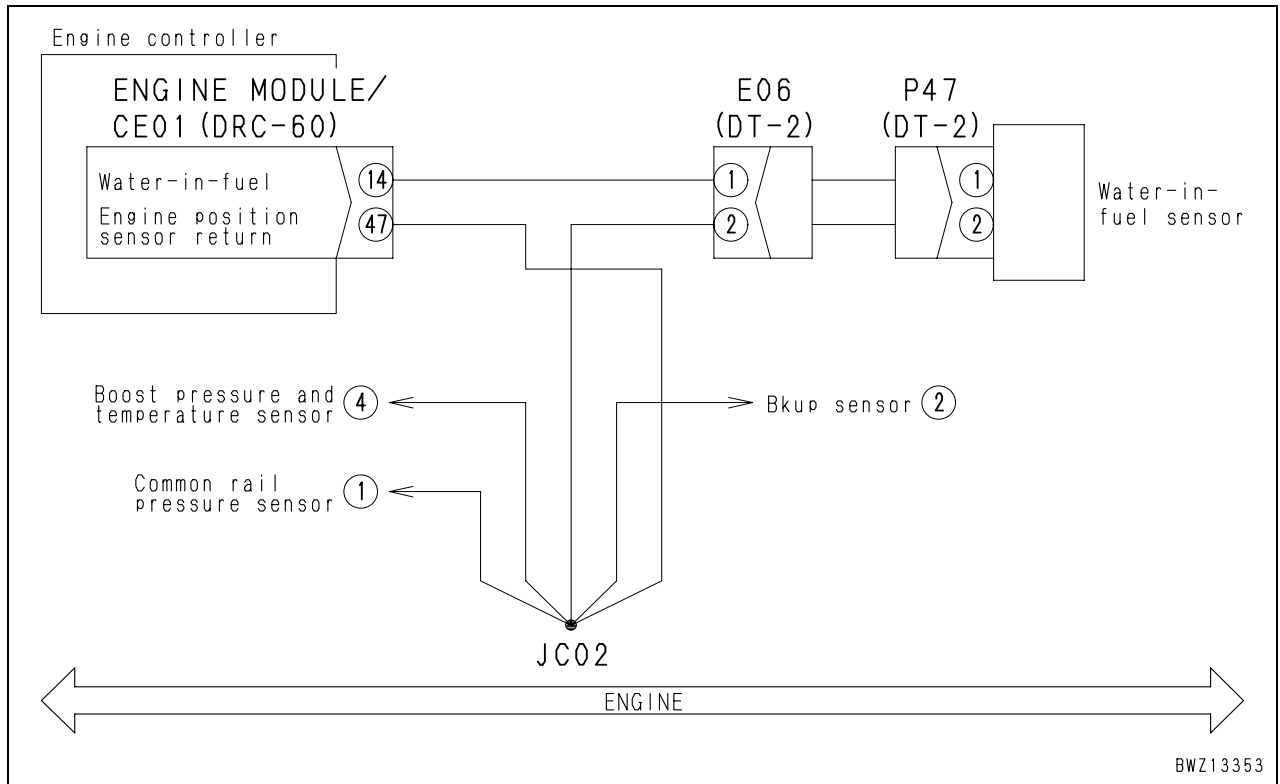 Engine controller
ENGINE MODULE/
CE01 (DRC-60)
E06
(DT-2)
P47
(DT-2)
Water-in-fuel
14
1
1
Engine position
sensor return
47
2
2
Water-in-
fuel sensor
Boost pressure and
temperature sensor
4
Bkup sensor
2
Common rail
pressure sensor
1
JC02
ENGINE
BWZ13353